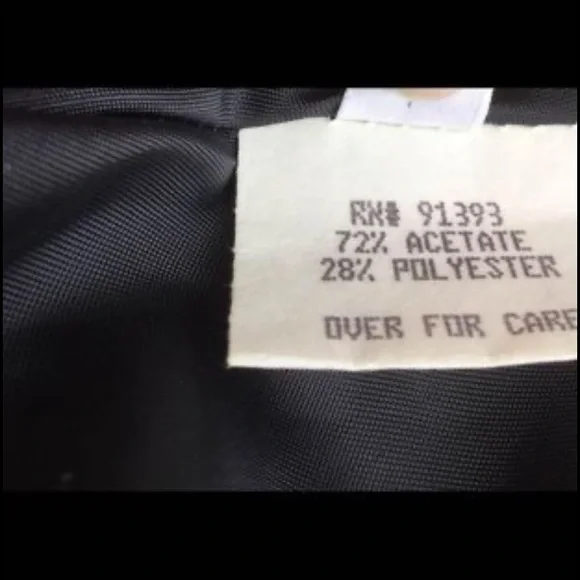 RN# 91393
72% ACETATE
28% POLYESTER
OVER FOR CARE